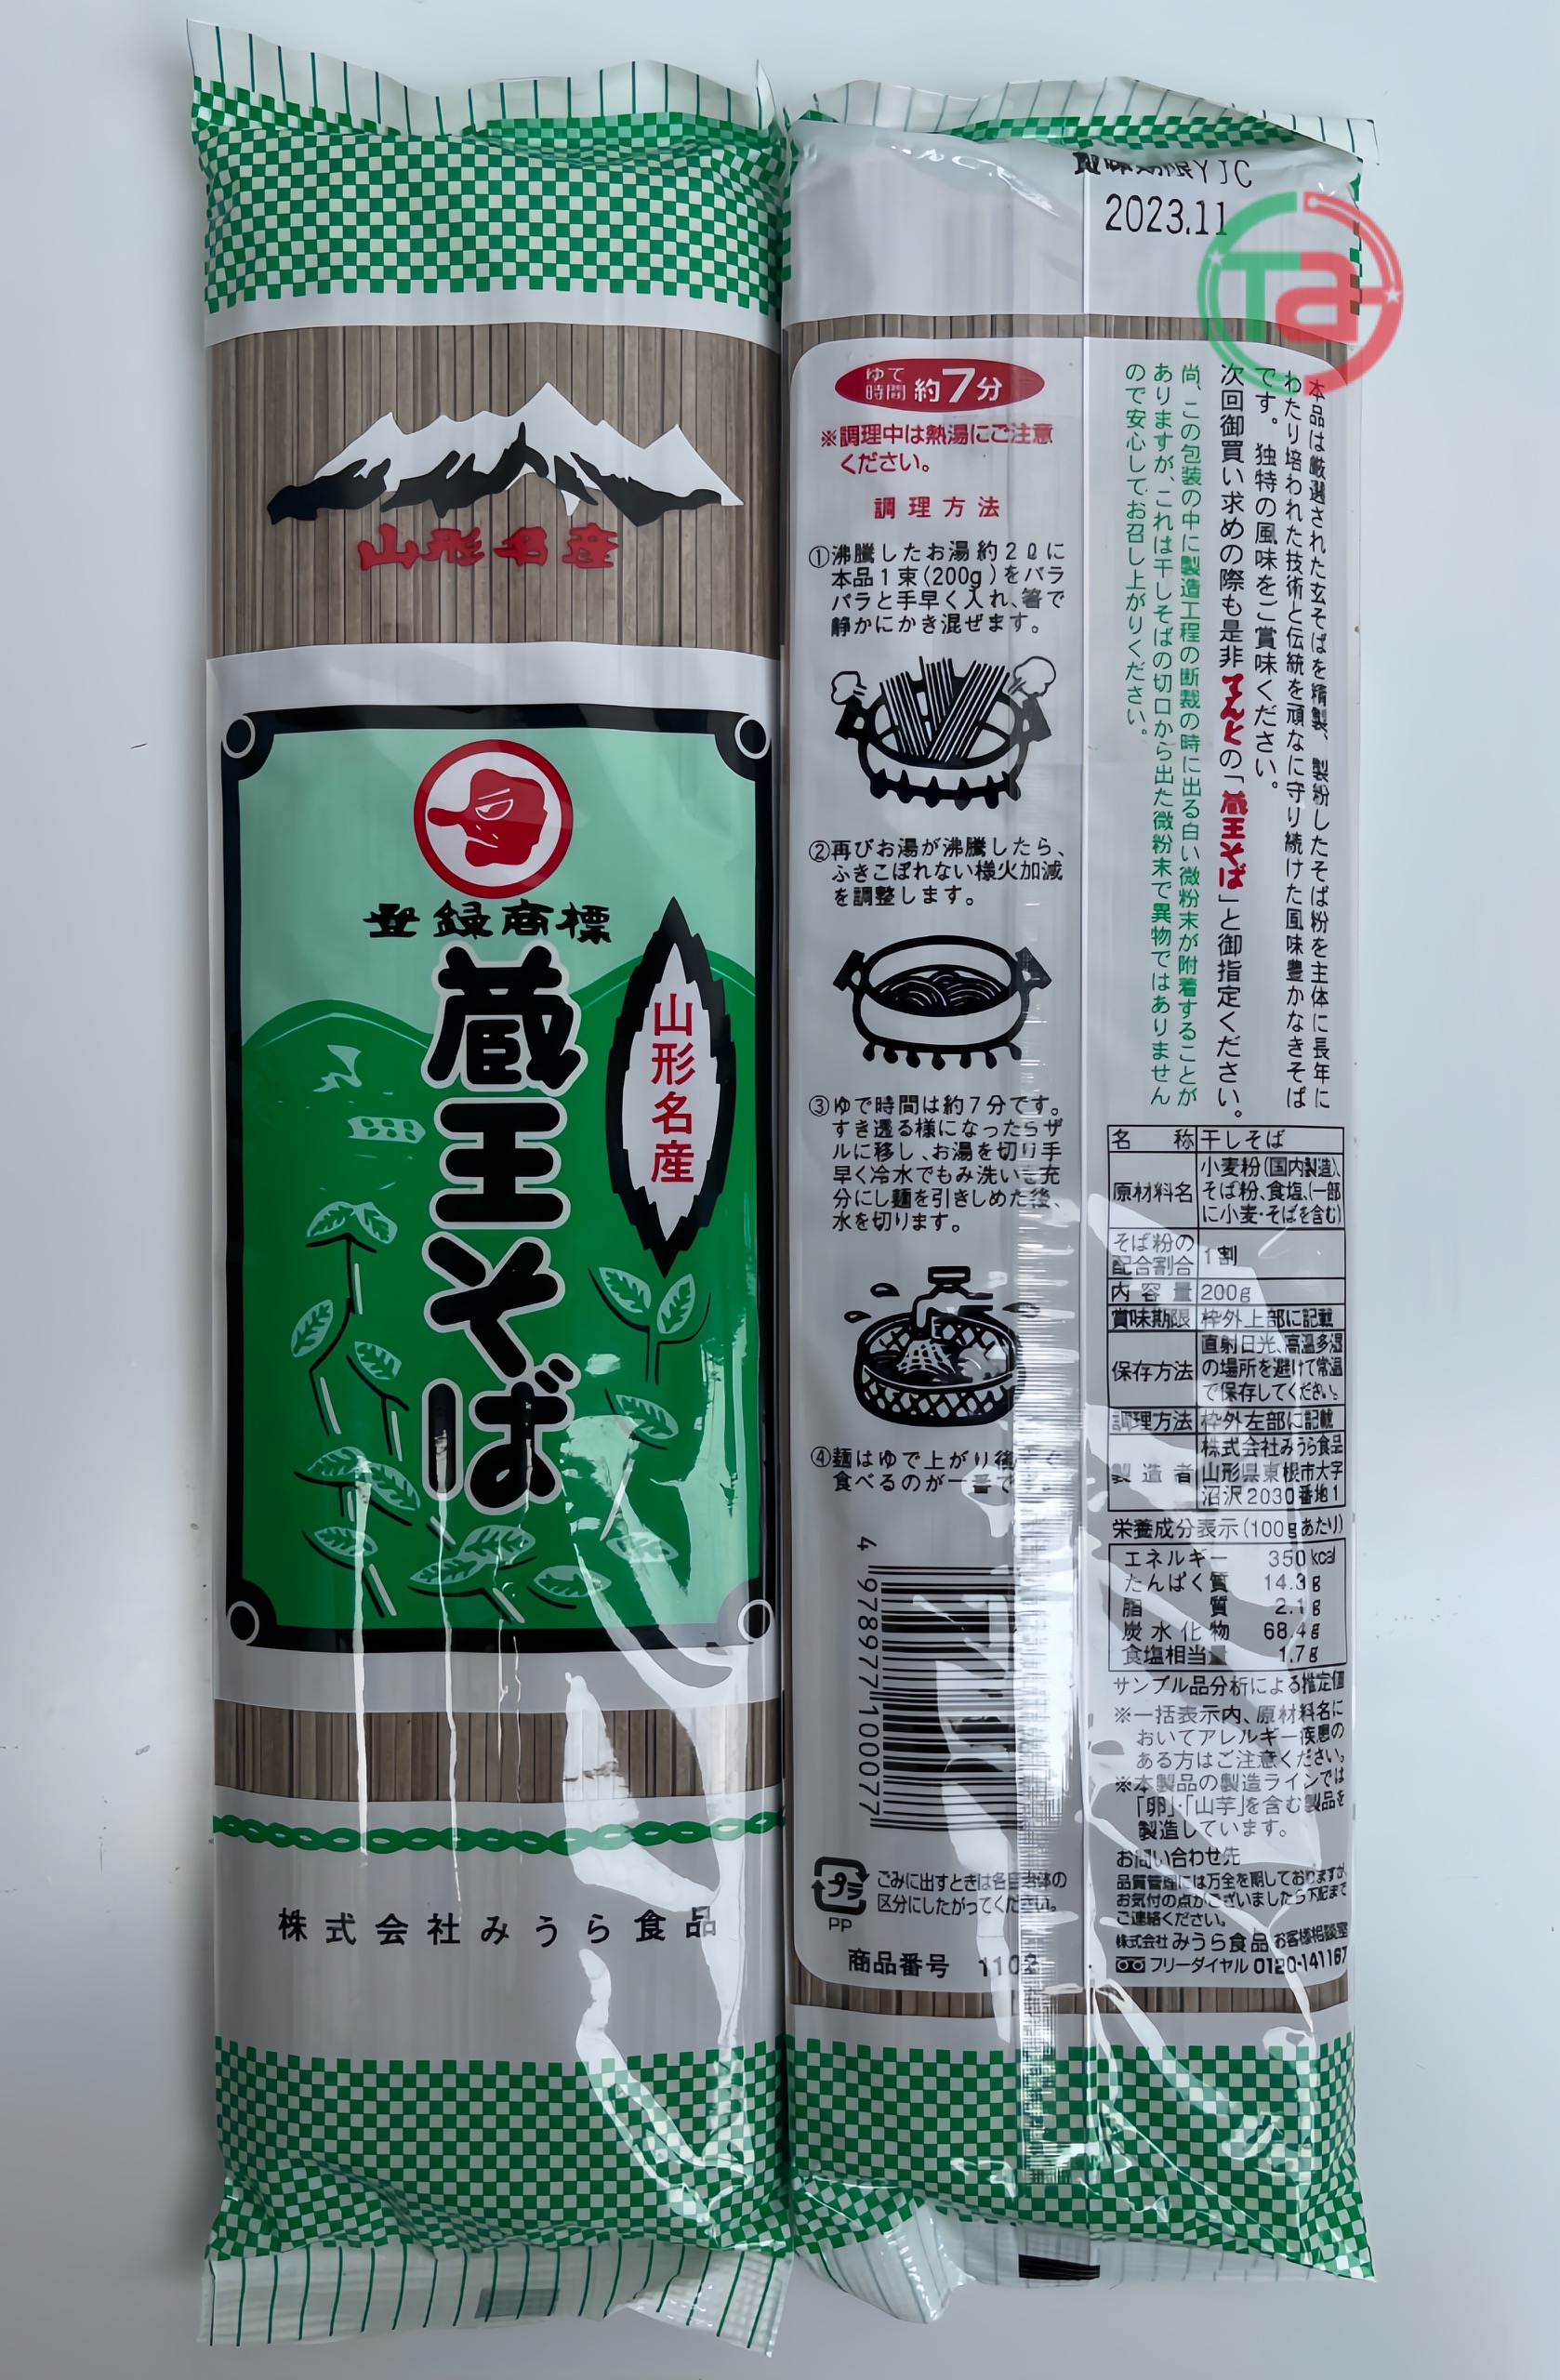 山形名産
登録商標
蔵王そば
山形名産
株式会社みうら食品
賞味期限YJC
2023.11
Ta
ゆで時間 約7分
※調理中は熱湯にご注意
ください。
調理方法
①沸騰したお湯約2ℓに
本品1束(200g)をバラ
バラと手早く入れ、箸で
静かにかき混ぜます。
②再びお湯が沸騰したら、
ふきこぼれない様火加減
を調整します。
③ゆで時間は約7分です。
すき透る様になったらザ
ルに移し、お湯を切り手
早く冷水でもみ洗いを充
分にし麺を引きしめた後、
水を切ります。
④麺はゆで上がり後
食べるのが一番で
4 978977 100077
プラ
PP
ごみに出すときは各自治体の
区分にしたがってください。
商品番号 110
本品は厳選された玄そばを精製、製粉したそば粉を主体に長年に
わたり培われた技術と伝統を頑なに守り続けた風味豊かなきそば
です。独特の風味をご賞味ください。
次回御買い求めの際も是非てんとの「蔵王そば」と御指定ください。
尚、この包装の中に製造工程の断裁の時に出る白い微粉末が附着することが
ありますが、これは干しそばの切口から出た微粉末で異物ではありません
ので安心してお召し上がりください。
名称 干しそば
原材料名 小麦粉(国内製造)、
そば粉、食塩、(一部
に小麦・そばを含む)
そば粉の
配合割合 1割
内容量 200g
賞味期限 枠外上部に記載
保存方法 直射日光、高温多湿
の場所を避けて常温
で保存してください。
調理方法 枠外左部に記載
製造者 株式会社みうら食品
山形県東根市大字
沼沢2030番地1
栄養成分表示(100gあたり)
エネルギー 350kcal
たんぱく質 14.3g
脂質 2.1g
炭水化物 68.4g
食塩相当量 1.7g
サンプル品分析による推定値
※一括表示内、原材料名に
おいてアレルギー疾患の
ある方はご注意ください。
※本製品の製造ラインでは
「卵」・「山芋」を含む製品を
製造しています。
お問い合わせ先
品質管理には万全を期しておりますが、
お気付の点がございましたら下記まで
ご連絡ください。
株式会社みうら食品お客様相談室
フリーダイヤル 0120-141167